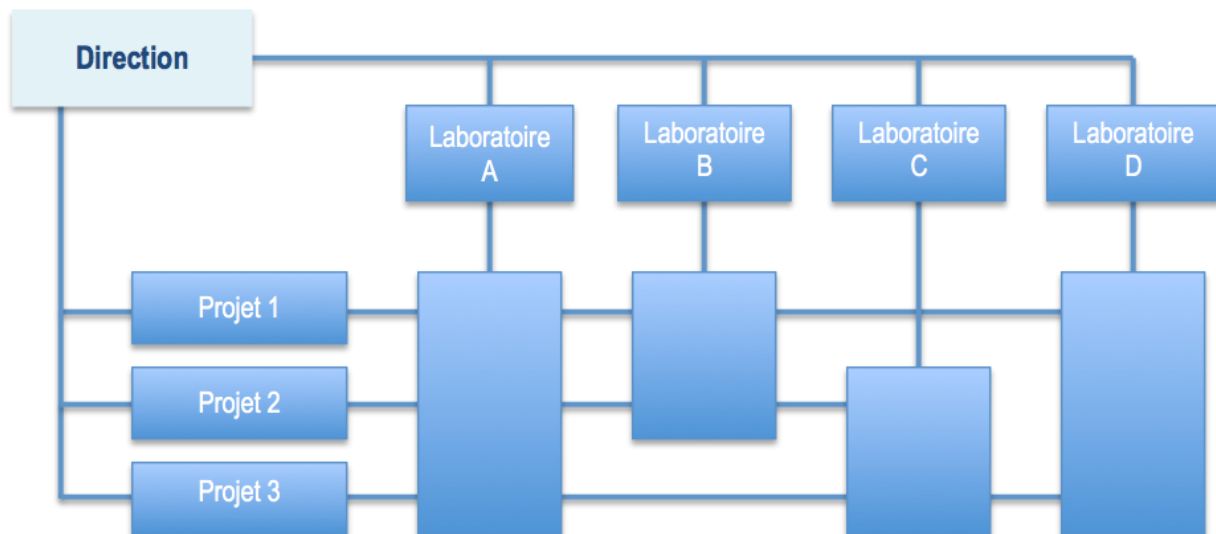 Direction
Laboratoire
A
Laboratoire
B
Laboratoire
C
Laboratoire
D
Projet 1
Projet 2
Projet 3